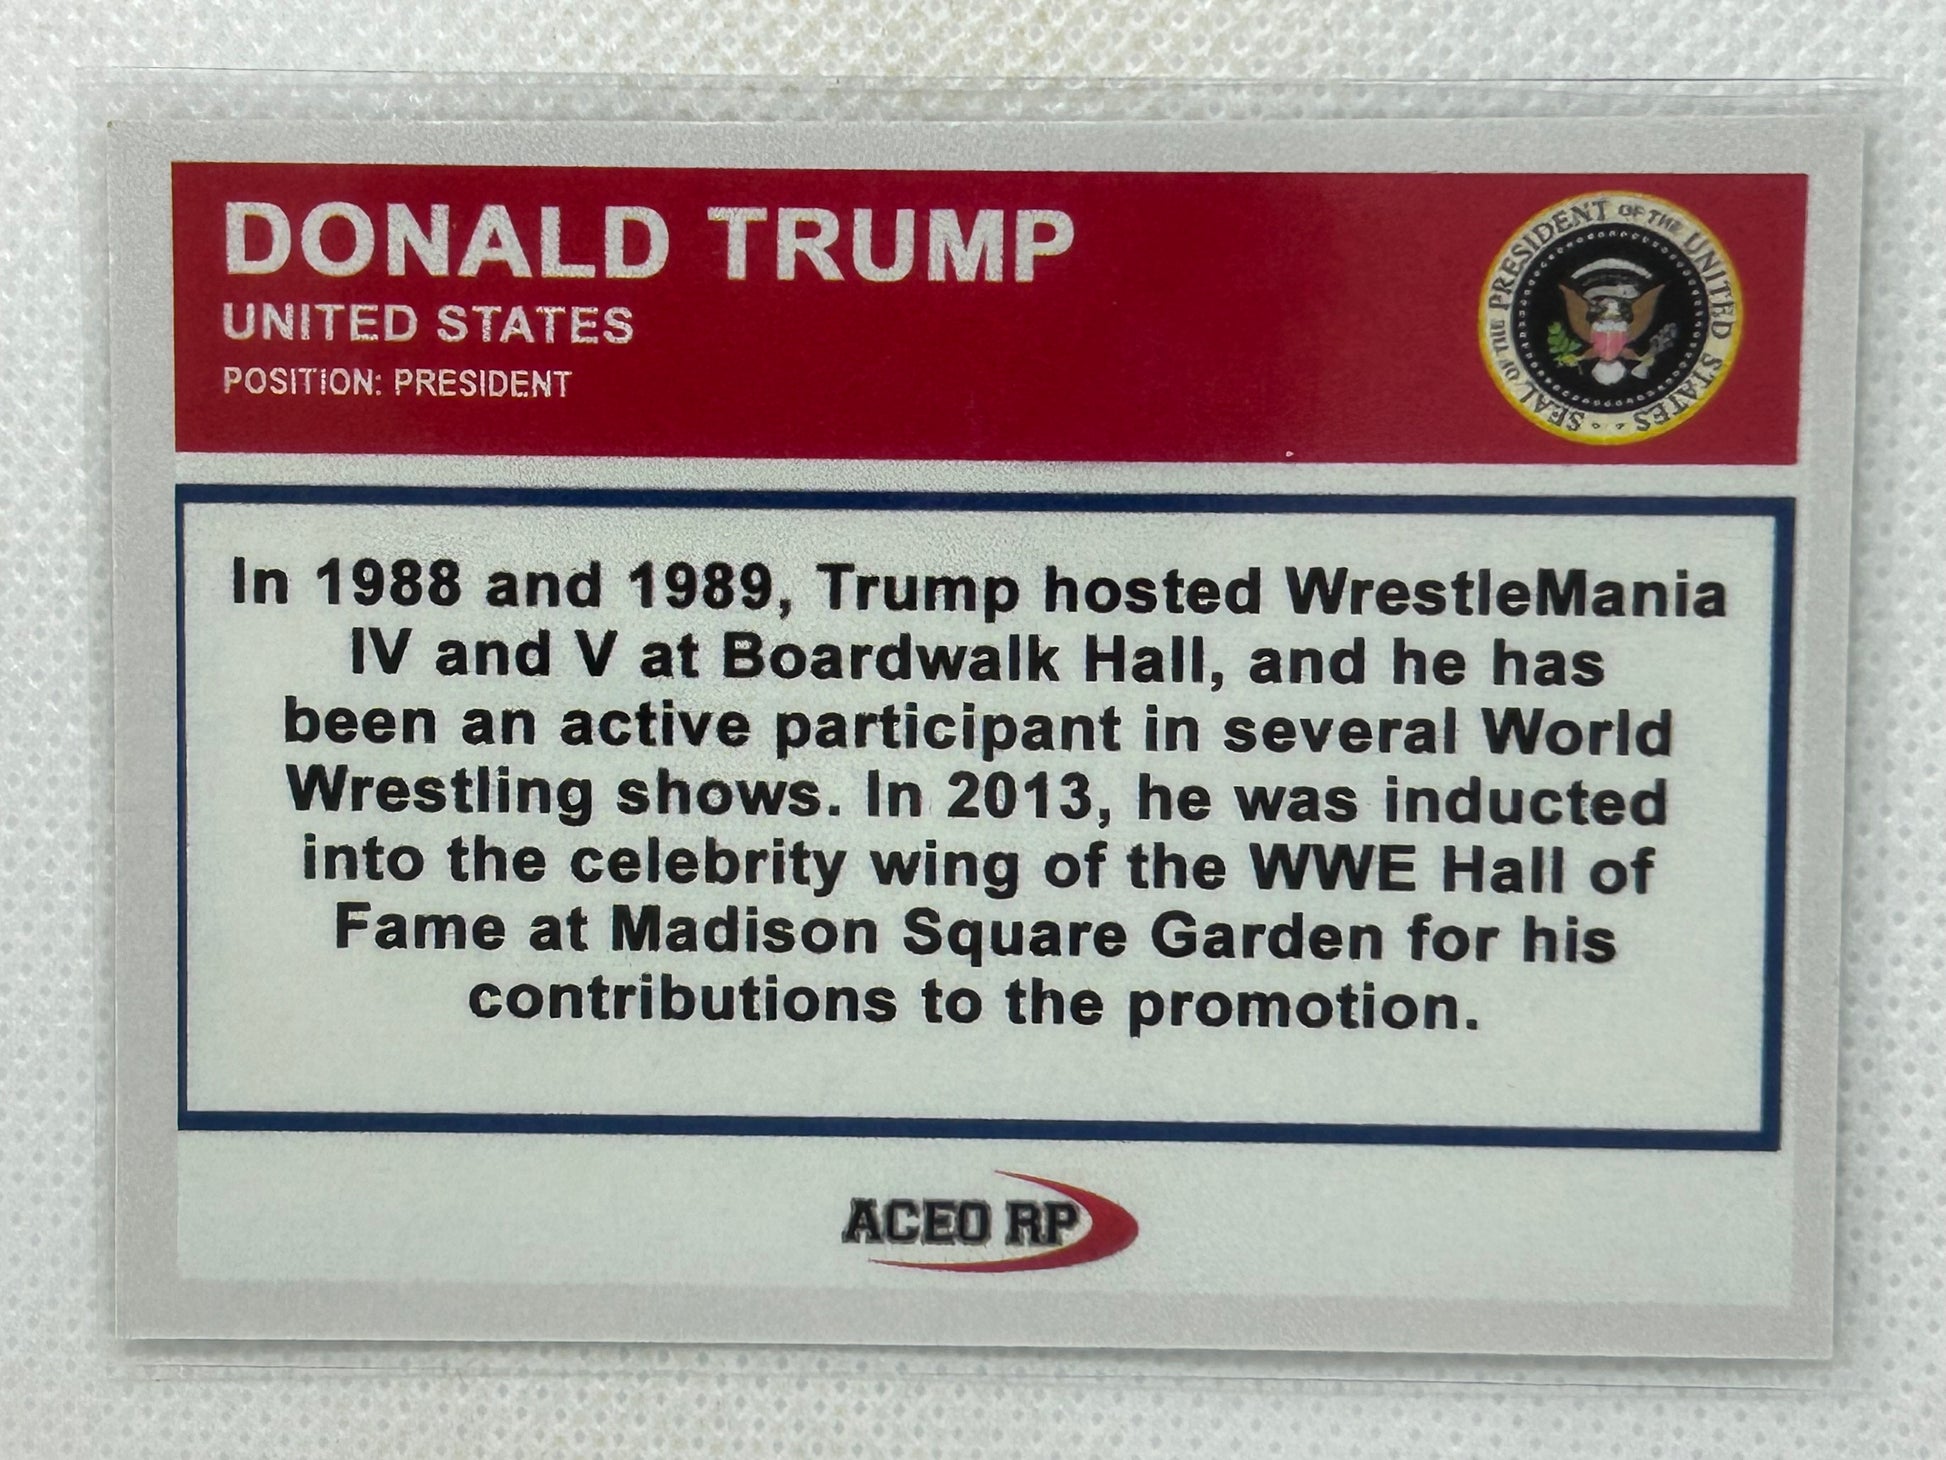 DONALD TRUMP
UNITED STATES
POSITION: PRESIDENT
SEAL OF THE PRESIDENT OF THE UNITED STATES
In 1988 and 1989, Trump hosted WrestleMania
IV and V at Boardwalk Hall, and he has
been an active participant in several World
Wrestling shows. In 2013, he was inducted
into the celebrity wing of the WWE Hall of
Fame at Madison Square Garden for his
contributions to the promotion.
ACEO RP